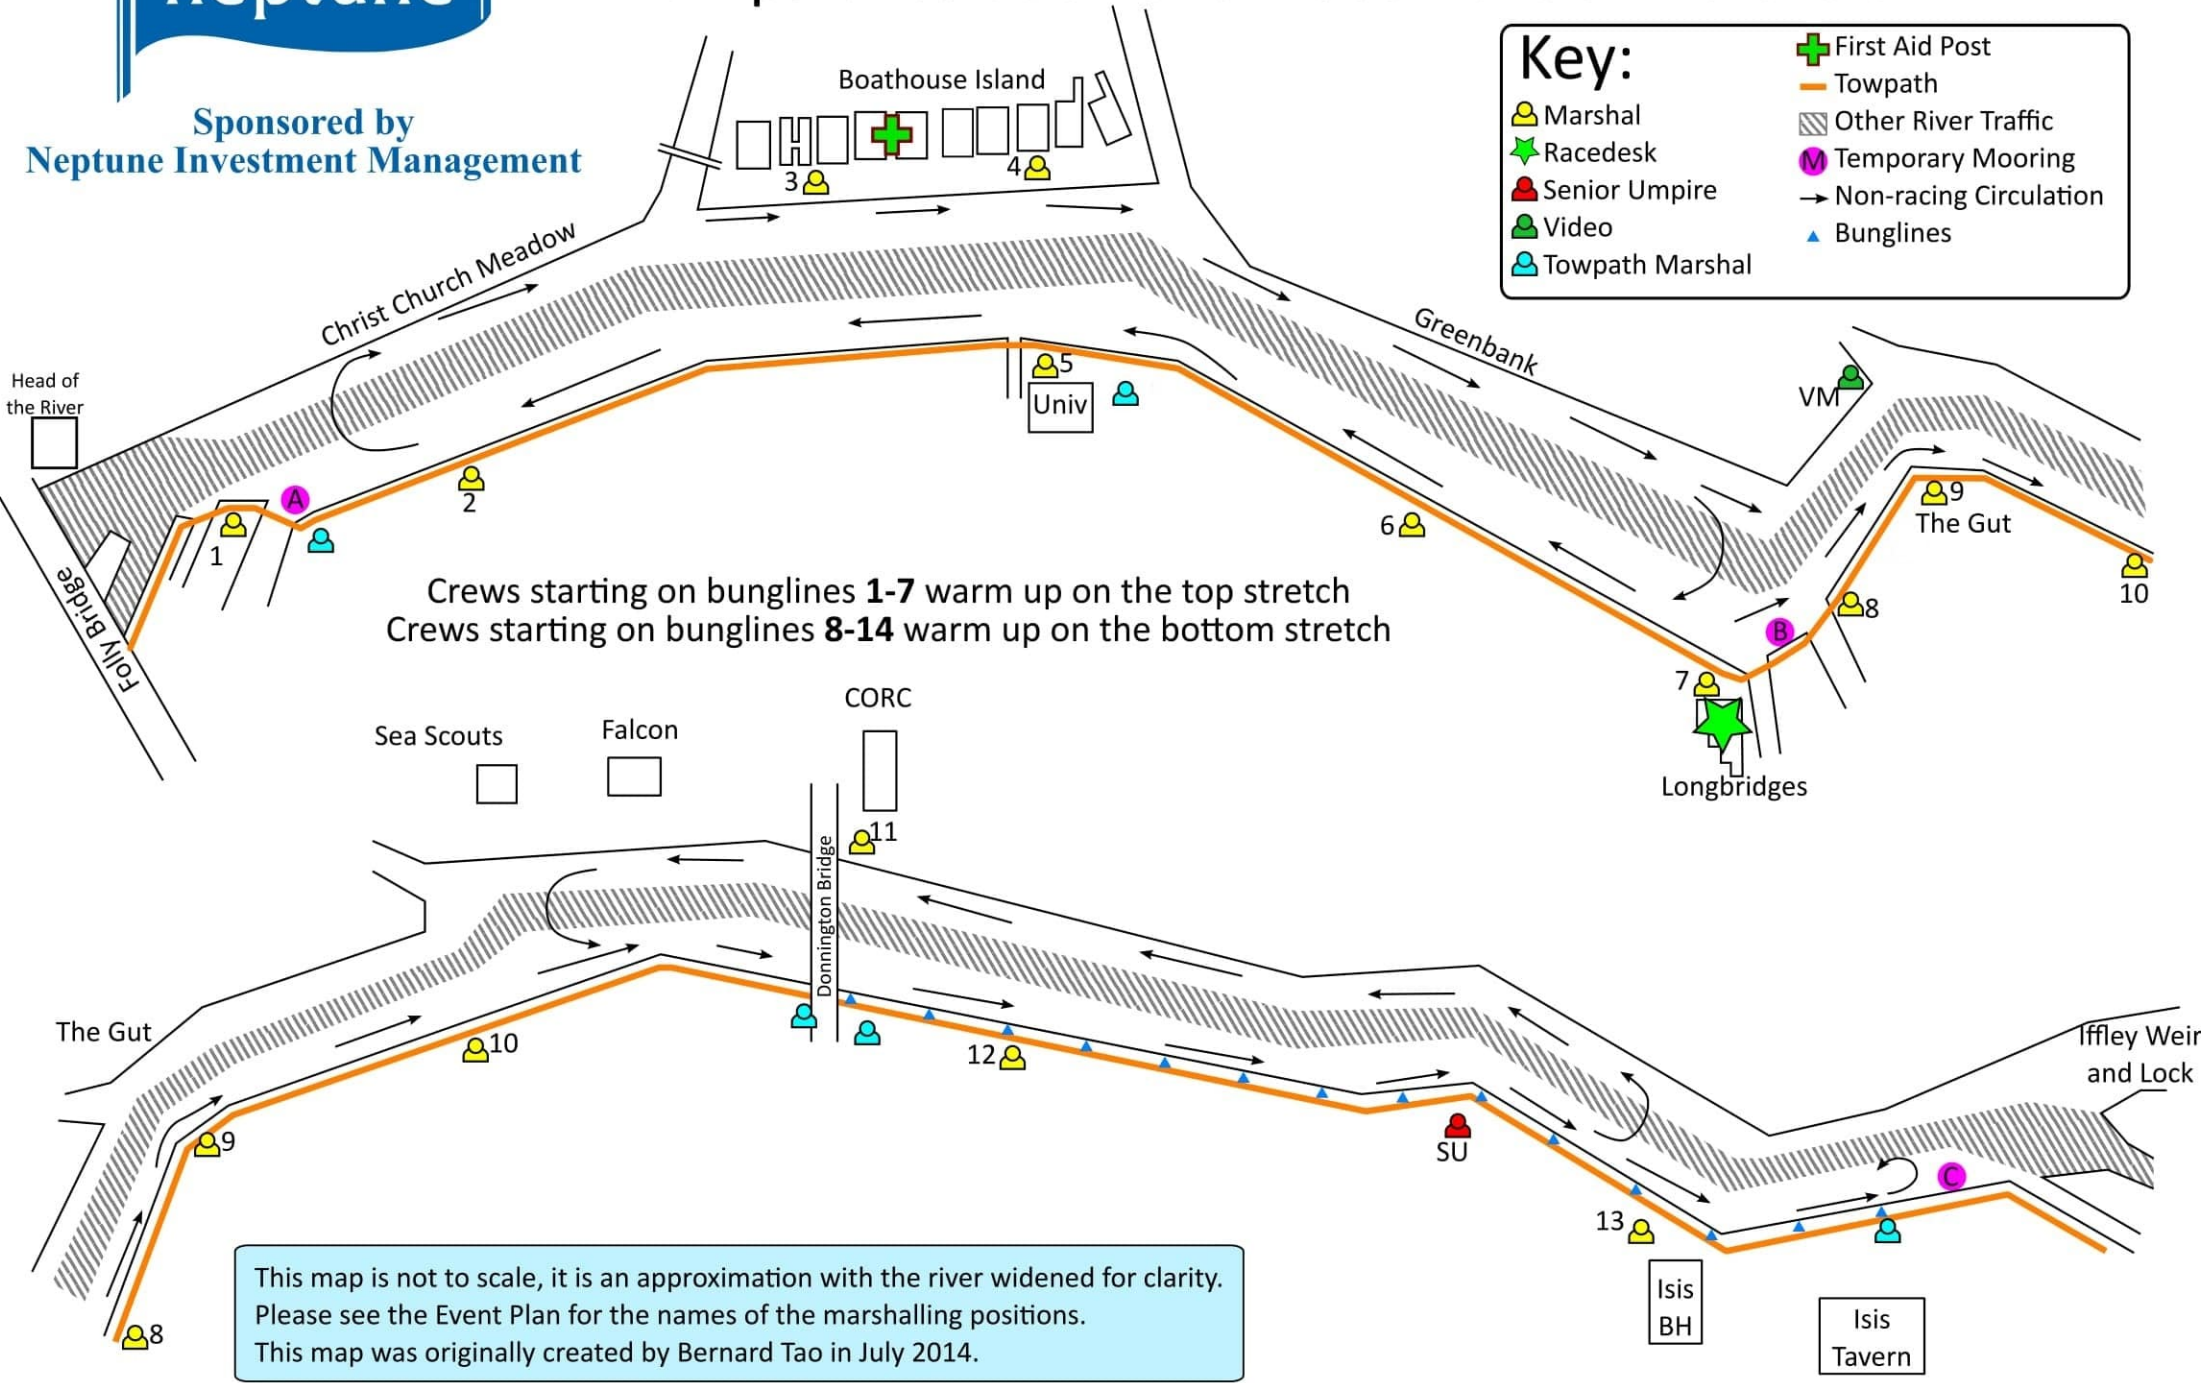 neptune
Sponsored by
Neptune Investment Management
Boathouse Island
3
4
Christ Church Meadow
Head of
the River
Folly Bridge
1
A
2
5
Univ
Greenbank
6
VM
9
The Gut
10
8
B
7
Longbridges
Key:
Marshal
Racedesk
Senior Umpire
Video
Towpath Marshal
First Aid Post
Towpath
Other River Traffic
M Temporary Mooring
Non-racing Circulation
Bunglines
Crews starting on bunglines 1-7 warm up on the top stretch
Crews starting on bunglines 8-14 warm up on the bottom stretch
Sea Scouts
Falcon
CORC
11
Donnington Bridge
The Gut
10
9
8
12
SU
13
C
Iffley Weir
and Lock
Isis
BH
Isis
Tavern
This map is not to scale, it is an approximation with the river widened for clarity.
Please see the Event Plan for the names of the marshalling positions.
This map was originally created by Bernard Tao in July 2014.